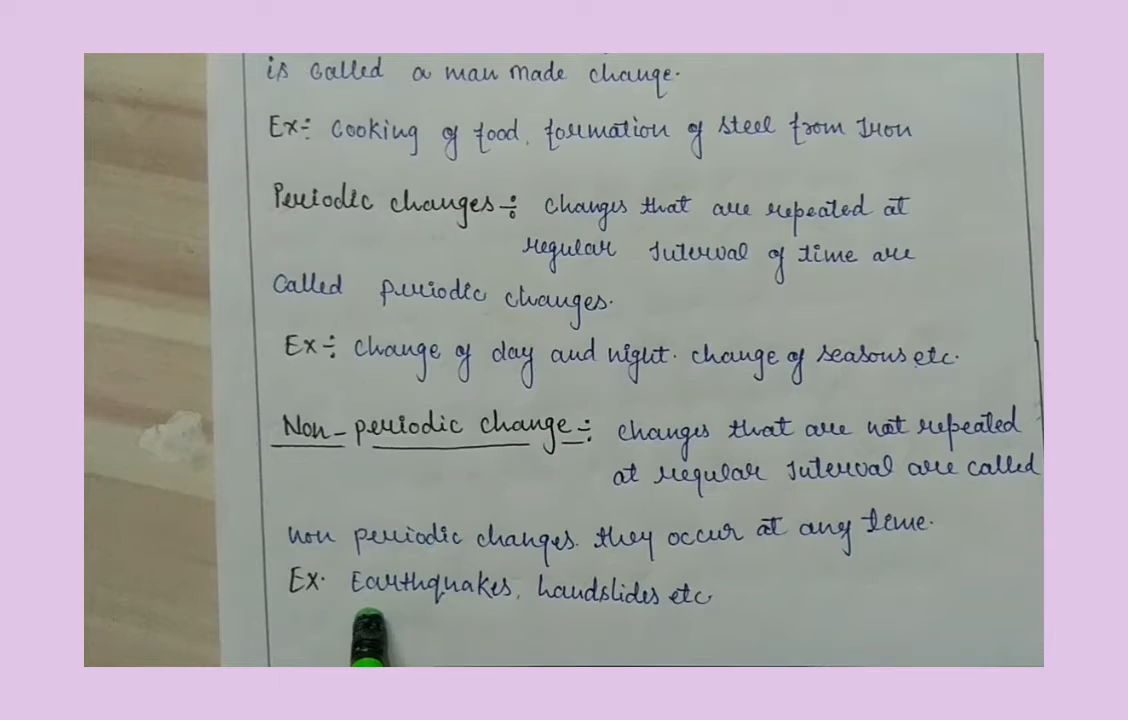 is called a man made change.
Ex÷ Cooking of food, formation of steel from Iron
Periodic changes÷ changes that are repeated at
regular interval of time are
called periodic changes.
Ex÷ change of day and night. change of seasons etc.
Non-periodic change÷ changes that are not repeated
at regular interval are called
non periodic changes. they occur at any time.
Ex. Earthquakes, landslides etc